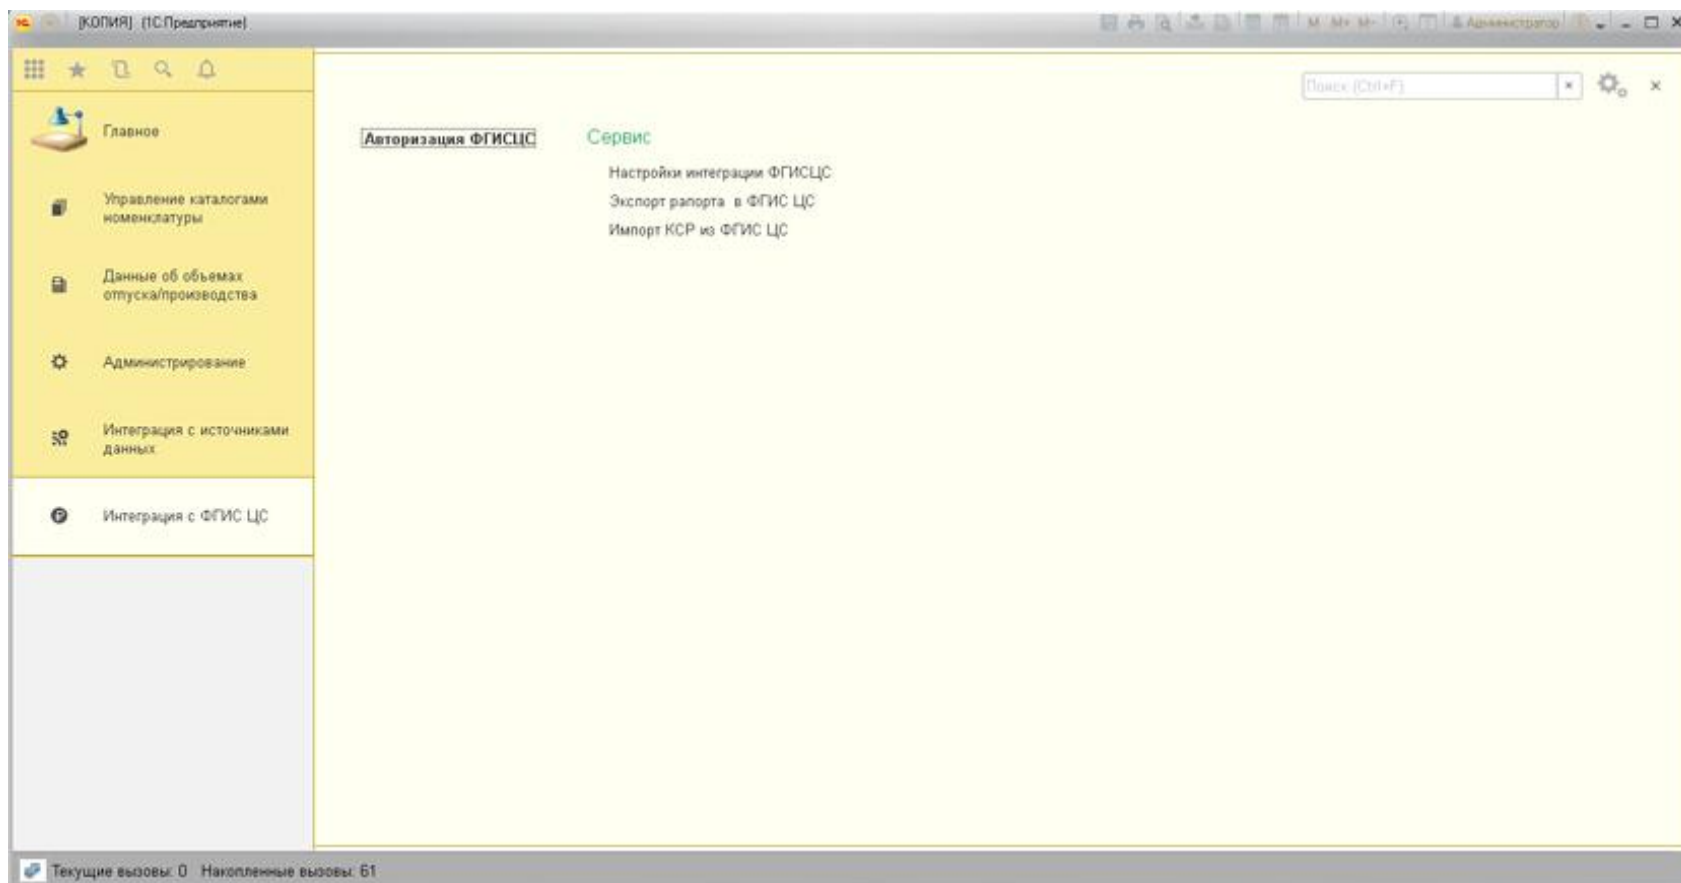 [КОПИЯ] (1С:Предприятие)
M M+ M- Администратор
Поиск (Ctrl+F)
Главное
Авторизация ФГИСЦС
Сервис
Настройки интеграции ФГИСЦС
Экспорт рапорта в ФГИС ЦС
Импорт КСР из ФГИС ЦС
Управление каталогами
номенклатуры
Данные об объемах
отпуска/производства
Администрирование
Интеграция с источниками
данных
Интеграция с ФГИС ЦС
Текущие вызовы: 0 Накопленные вызовы: 61